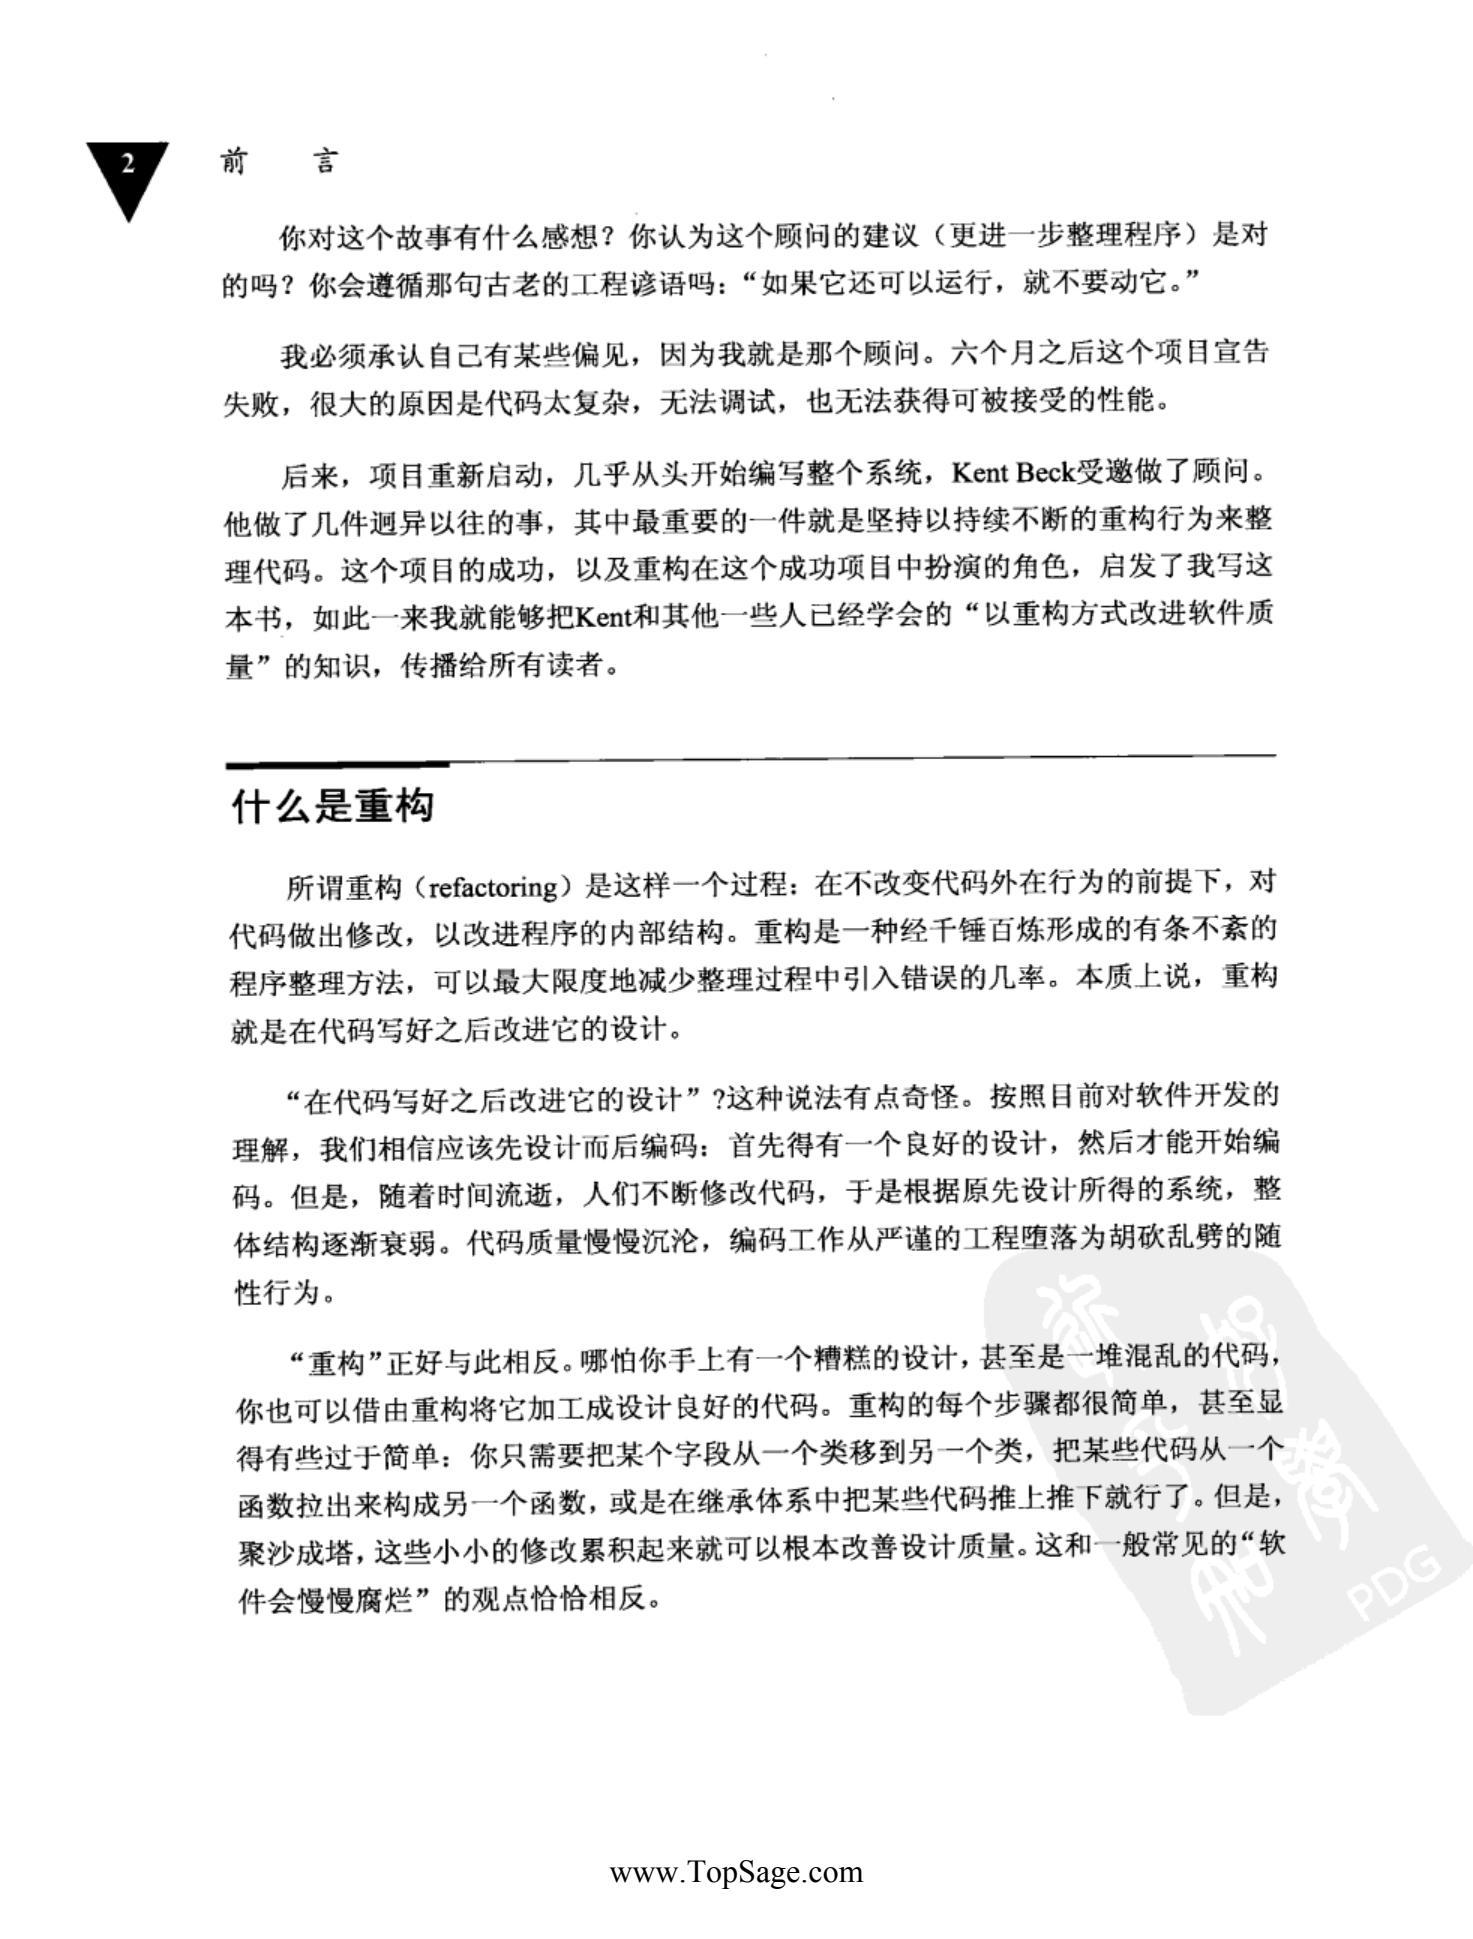 2
前 言
你对这个故事有什么感想？你认为这个顾问的建议（更进一步整理程序）是对
的吗？你会遵循那句古老的工程谚语吗：“如果它还可以运行，就不要动它。”
我必须承认自己有某些偏见，因为我就是那个顾问。六个月之后这个项目宣告
失败，很大的原因是代码太复杂，无法调试，也无法获得可被接受的性能。
后来，项目重新启动，几乎从头开始编写整个系统，Kent Beck受邀做了顾问。
他做了几件迥异以往的事，其中最重要的一件就是坚持以持续不断的重构行为来整
理代码。这个项目的成功，以及重构在这个成功项目中扮演的角色，启发了我写这
本书，如此一来我就能够把Kent和其他一些人已经学会的“以重构方式改进软件质
量”的知识，传播给所有读者。
什么是重构
所谓重构（refactoring）是这样一个过程：在不改变代码外在行为的前提下，对
代码做出修改，以改进程序的内部结构。重构是一种经千锤百炼形成的有条不紊的
程序整理方法，可以最大限度地减少整理过程中引入错误的几率。本质上说，重构
就是在代码写好之后改进它的设计。
“在代码写好之后改进它的设计”?这种说法有点奇怪。按照目前对软件开发的
理解，我们相信应该先设计而后编码：首先得有一个良好的设计，然后才能开始编
码。但是，随着时间流逝，人们不断修改代码，于是根据原先设计所得的系统，整
体结构逐渐衰弱。代码质量慢慢沉沦，编码工作从严谨的工程堕落为胡砍乱劈的随
性行为。
“重构”正好与此相反。哪怕你手上有一个糟糕的设计，甚至是一堆混乱的代码，
你也可以借由重构将它加工成设计良好的代码。重构的每个步骤都很简单，甚至显
得有些过于简单：你只需要把某个字段从一个类移到另一个类，把某些代码从一个
函数拉出来构成另一个函数，或是在继承体系中把某些代码推上推下就行了。但是，
聚沙成塔，这些小小的修改累积起来就可以根本改善设计质量。这和一般常见的“软
件会慢慢腐烂”的观点恰恰相反。
PDG
www.TopSage.com